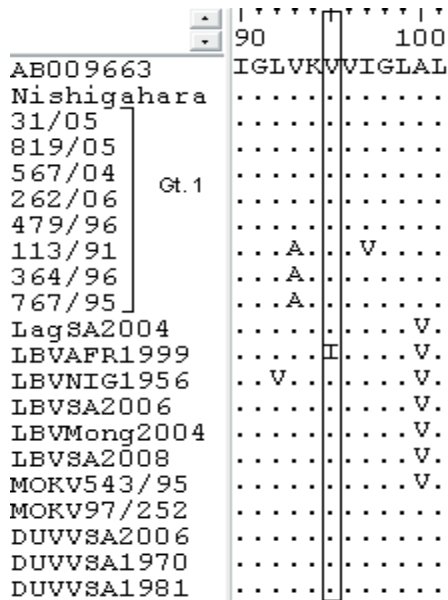 90 100
AB009663 IGLVKVVIGLAL
Nishigahara ............
31/05 ............
819/05 ............
567/04 ............
Gt. 1
262/06 ............
479/96 ............
113/91 ...A...V....
364/96 ...A........
767/95 ...A........
LagSA2004 ..........V.
LBVAFR1999 .....I....V.
LBVNIG1956 ..V.......V.
LBVSA2006 ..........V.
LBVMong2004 ..........V.
LBVSA2008 ..........V.
MOKV543/95 ..........V.
MOKV97/252 ............
DUVVSA2006 ............
DUVVSA1970 ............
DUVVSA1981 ............